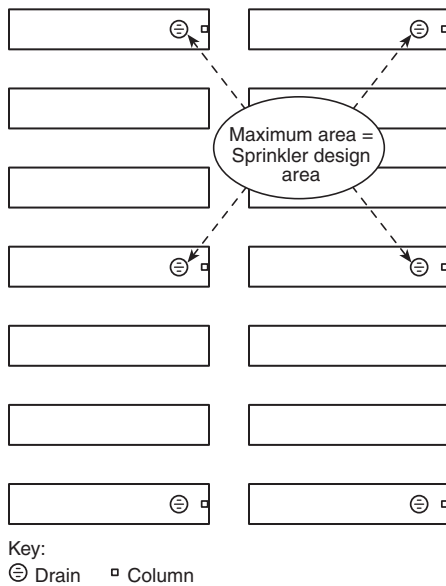 Maximum area =
Sprinkler design
area
Key:
Drain Column